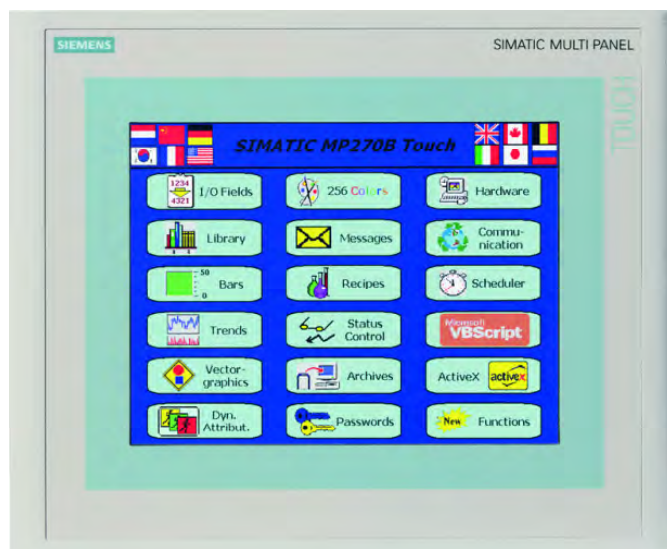 SIEMENS
SIMATIC MULTI PANEL
TOUCH
SIMATIC MP270B Touch
1234
4321
I/O Fields
256 Colors
Hardware
Library
Messages
Commu-
nication
50
0
Bars
Recipes
Scheduler
Trends
Status
Control
Microsoft
VBScript
Vector-
graphics
Archives
ActiveX
activex
Dyn.
Attribut.
Passwords
New
Functions